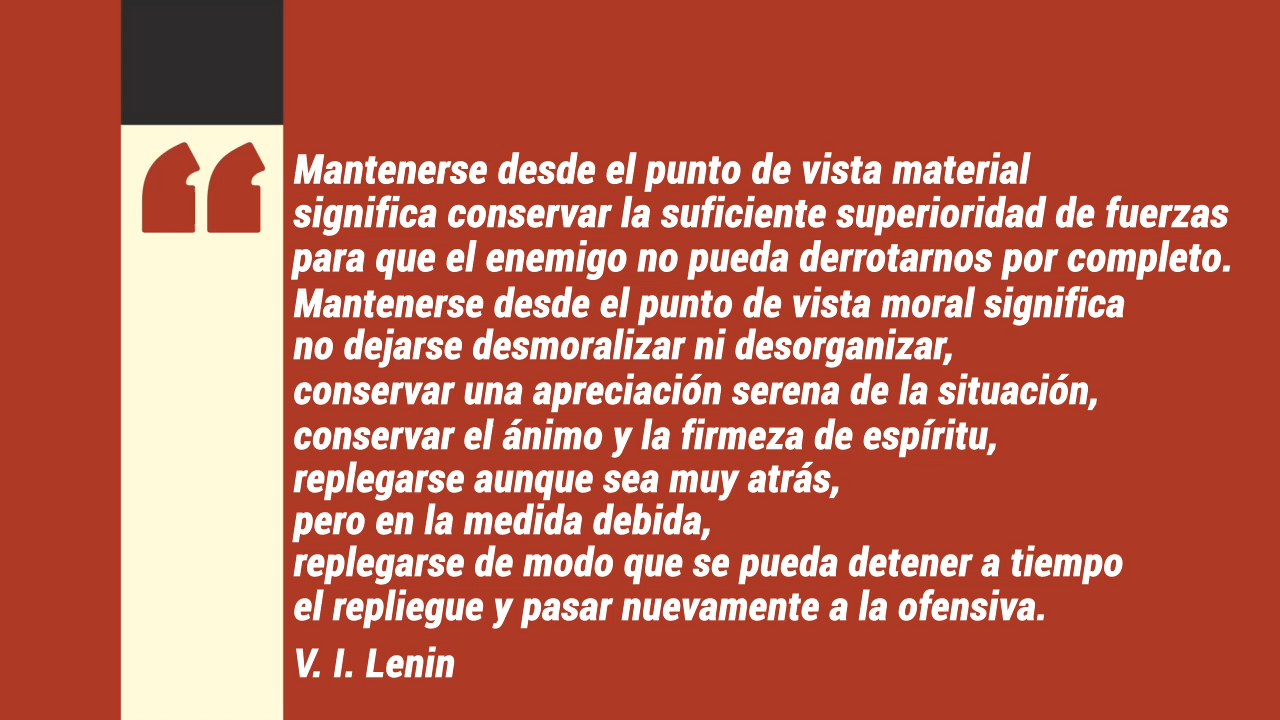 Mantenerse desde el punto de vista material
significa conservar la suficiente superioridad de fuerzas
para que el enemigo no pueda derrotarnos por completo.
Mantenerse desde el punto de vista moral significa
no dejarse desmoralizar ni desorganizar,
conservar una apreciación serena de la situación,
conservar el ánimo y la firmeza de espíritu,
replegarse aunque sea muy atrás,
pero en la medida debida,
replegarse de modo que se pueda detener a tiempo
el repliegue y pasar nuevamente a la ofensiva.
V. I. Lenin